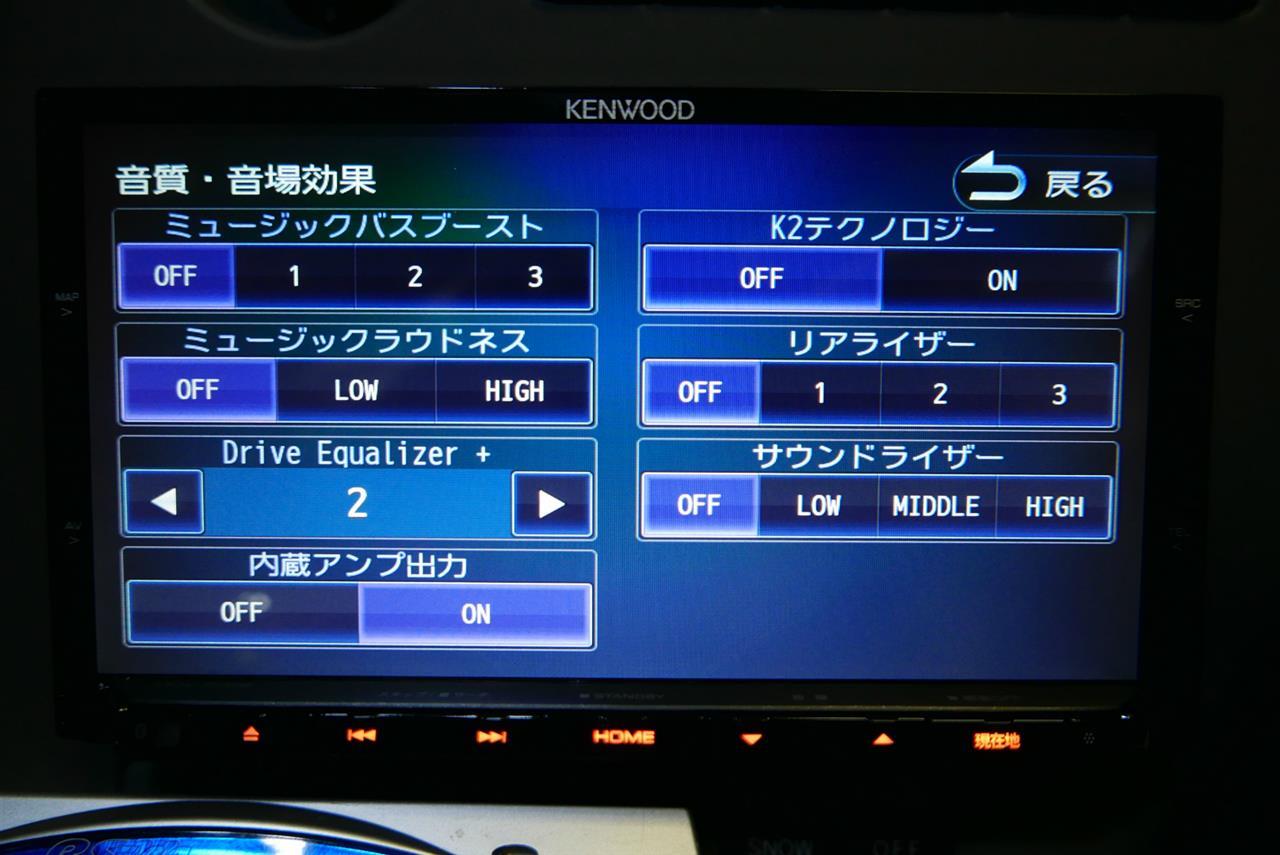 KENWOOD
音質・音場効果
戻る
ミュージックバスブースト
OFF 1 2 3
K2テクノロジー
OFF ON
ミュージックラウドネス
OFF LOW HIGH
リアライザー
OFF 1 2 3
Drive Equalizer +
2
サウンドライザー
OFF LOW MIDDLE HIGH
内蔵アンプ出力
OFF ON
MAP
AV
SRC
TEL
STANDBY
HOME
現在地
SNOW OFF